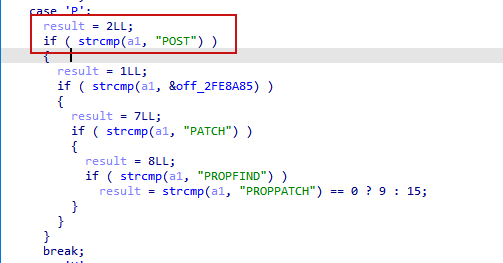 case 'P':
result = 2LL;
if ( strcmp(a1, "POST") )
{
result = 1LL;
if ( strcmp(a1, &off_2FE8A85) )
{
result = 7LL;
if ( strcmp(a1, "PATCH") )
{
result = 8LL;
if ( strcmp(a1, "PROPFIND") )
result = strcmp(a1, "PROPPATCH") == 0 ? 9 : 15;
}
}
}
break;